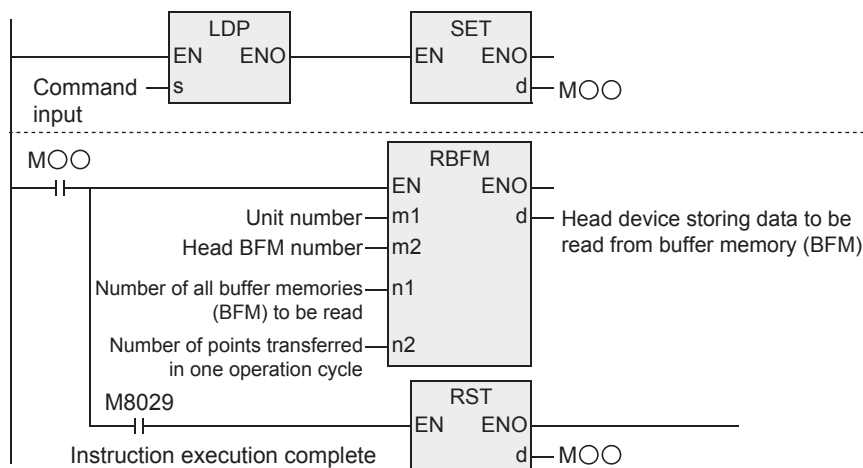 LDP
EN ENO
s
Command
input
SET
EN ENO
d
M○○
M○○
RBFM
EN ENO
Unit number
m1
d
Head device storing data to be
read from buffer memory (BFM)
Head BFM number
m2
Number of all buffer memories
(BFM) to be read
n1
Number of points transferred
in one operation cycle
n2
M8029
Instruction execution complete
RST
EN ENO
d
M○○